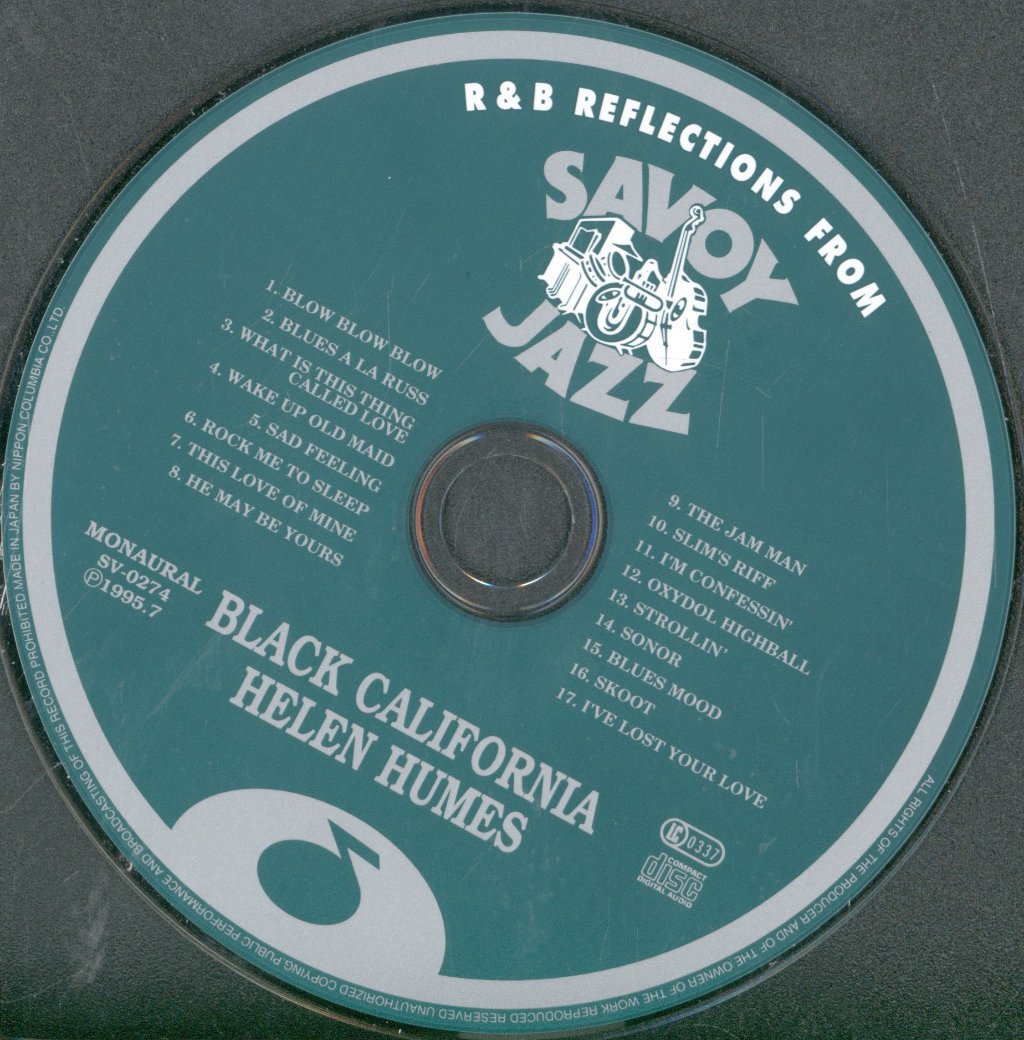 R & B REFLECTIONS FROM
SAVOY
JAZZ
1. BLOW BLOW BLOW
2. BLUES A LA RUSS
3. WHAT IS THIS THING
CALLED LOVE
4. WAKE UP OLD MAID
5. SAD FEELING
6. ROCK ME TO SLEEP
7. THIS LOVE OF MINE
8. HE MAY BE YOURS
9. THE JAM MAN
10. SLIM'S RIFF
11. I'M CONFESSIN'
12. OXYDOL HIGHBALL
13. STROLLIN'
14. SONOR
15. BLUES MOOD
16. SKOOT
17. I'VE LOST YOUR LOVE
MONAURAL
SV-0274
Ⓟ1995.7
BLACK CALIFORNIA
HELEN HUMES
LC 0337
COMPACT
disc
DIGITAL AUDIO
ALL RIGHTS OF THE PRODUCER AND OF THE OWNER OF THE WORK REPRODUCED RESERVED UNAUTHORIZED COPYING.PUBLIC PERFORMANCE AND BROADCASTING OF THIS RECORD PROHIBITED MADE IN JAPAN BY NIPPON COLUMBIA CO.,LTD